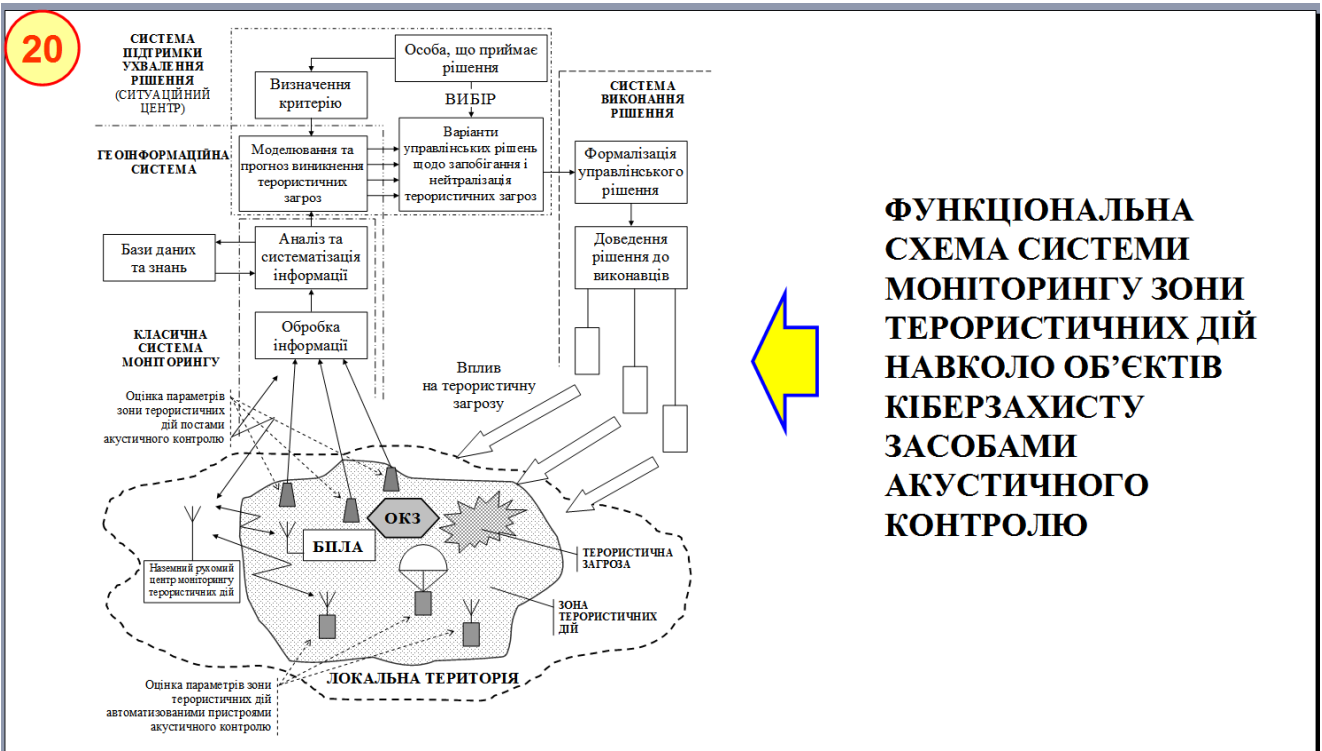 20
СИСТЕМА
ПІДТРИМКИ
УХВАЛЕННЯ
РІШЕННЯ
(СИТУАЦІЙНИЙ
ЦЕНТР)
Особа, що приймає
рішення
Визначення
критерію
ВИБІР
СИСТЕМА
ВИКОНАННЯ
РІШЕННЯ
ГЕОІНФОРМАЦІЙНА
СИСТЕМА
Моделювання та
прогноз виникнення
терористичних
загроз
Варіанти
управлінських рішень
щодо запобігання і
нейтралізація
терористичних загроз
Формалізація
управлінського
рішення
Бази даних
та знань
Аналіз та
систематізація
інформації
Доведення
рішення до
виконавців
КЛАСИЧНА
СИСТЕМА
МОНІТОРИНГУ
Обробка
інформації
Вплив
на терористичну
загрозу
Оцінка параметрів
зони терористичних
дій постами
акустичного контролю
ОКЗ
БПЛА
Наземний рухомий
центр моніторингу
терористичних дій
ТЕРОРИСТИЧНА
ЗАГРОЗА
ЗОНА
ТЕРОРИСТИЧНИХ
ДІЙ
ЛОКАЛЬНА ТЕРИТОРІЯ
Оцінка параметрів зони
терористичних дій
автоматизованими пристроями
акустичного контролю
ФУНКЦІОНАЛЬНА
СХЕМА СИСТЕМИ
МОНІТОРИНГУ ЗОНИ
ТЕРОРИСТИЧНИХ ДІЙ
НАВКОЛО ОБ’ЄКТІВ
КІБЕРЗАХИСТУ
ЗАСОБАМИ
АКУСТИЧНОГО
КОНТРОЛЮ